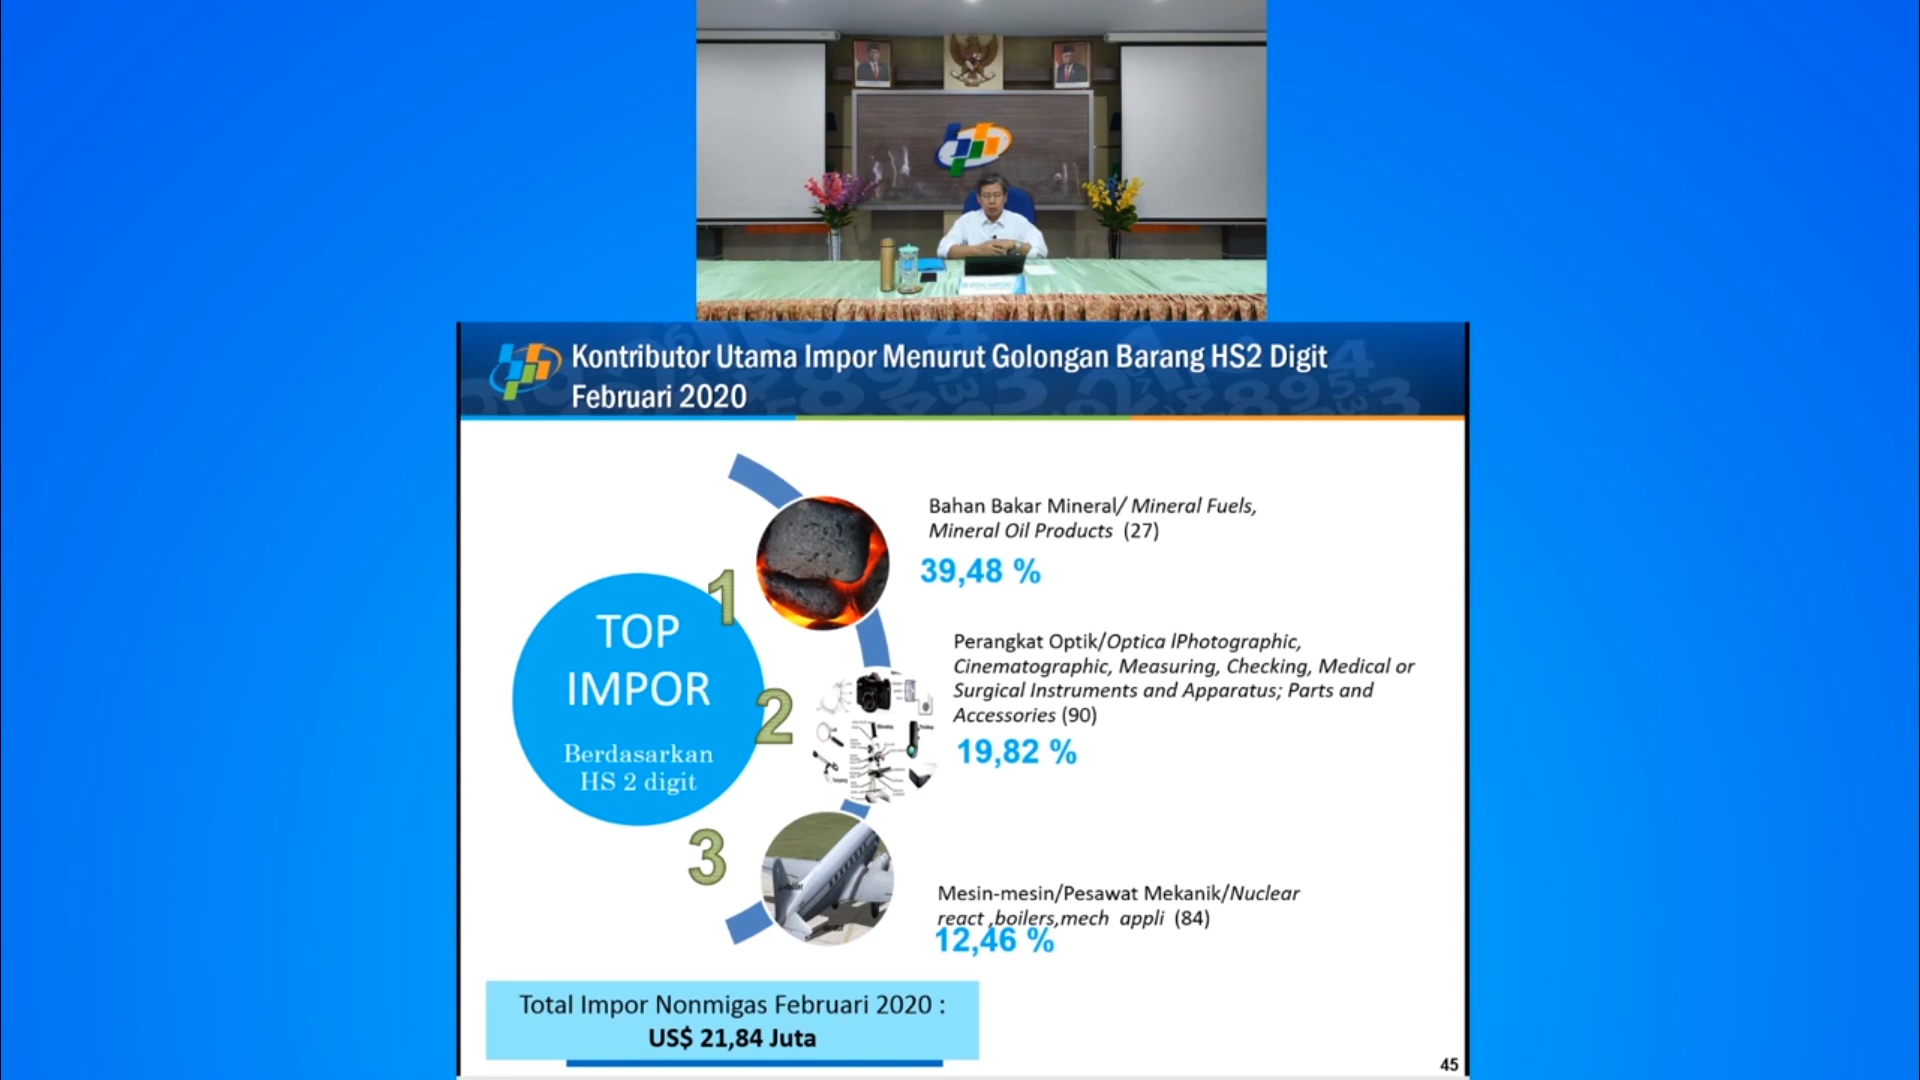 Kontributor Utama Impor Menurut Golongan Barang HS2 Digit
Februari 2020
TOP
IMPOR
Berdasarkan
HS 2 digit
1
Bahan Bakar Mineral/ Mineral Fuels,
Mineral Oil Products (27)
39,48 %
2
Perangkat Optik/Optica lPhotographic,
Cinematographic, Measuring, Checking, Medical or
Surgical Instruments and Apparatus; Parts and
Accessories (90)
19,82 %
3
Mesin-mesin/Pesawat Mekanik/Nuclear
react ,boilers,mech appli (84)
12,46 %
Total Impor Nonmigas Februari 2020 :
US$ 21,84 Juta
45